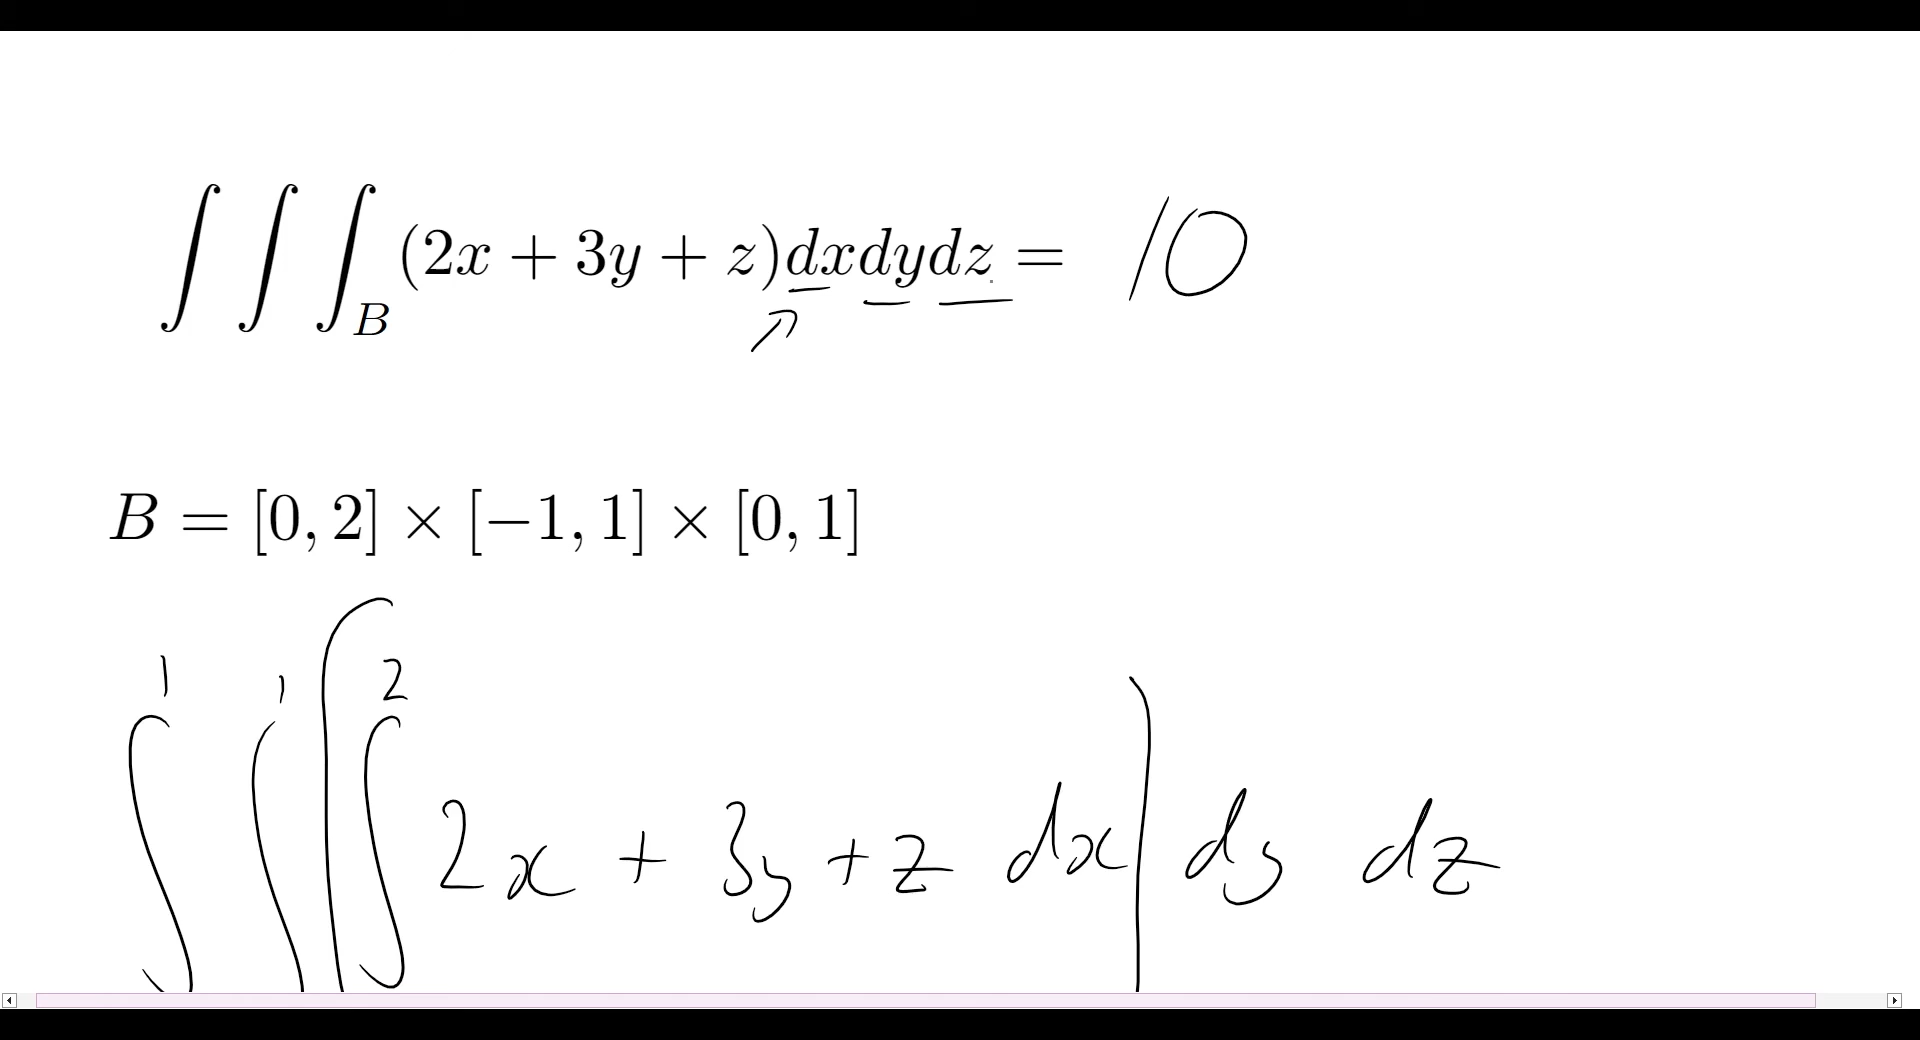 ∫∫∫_B (2x + 3y + z)dxdydz = 10
B = [0, 2] × [−1, 1] × [0, 1]
1 1 2
∫ ∫ (∫ 2x + 3y + z dx) dy dz